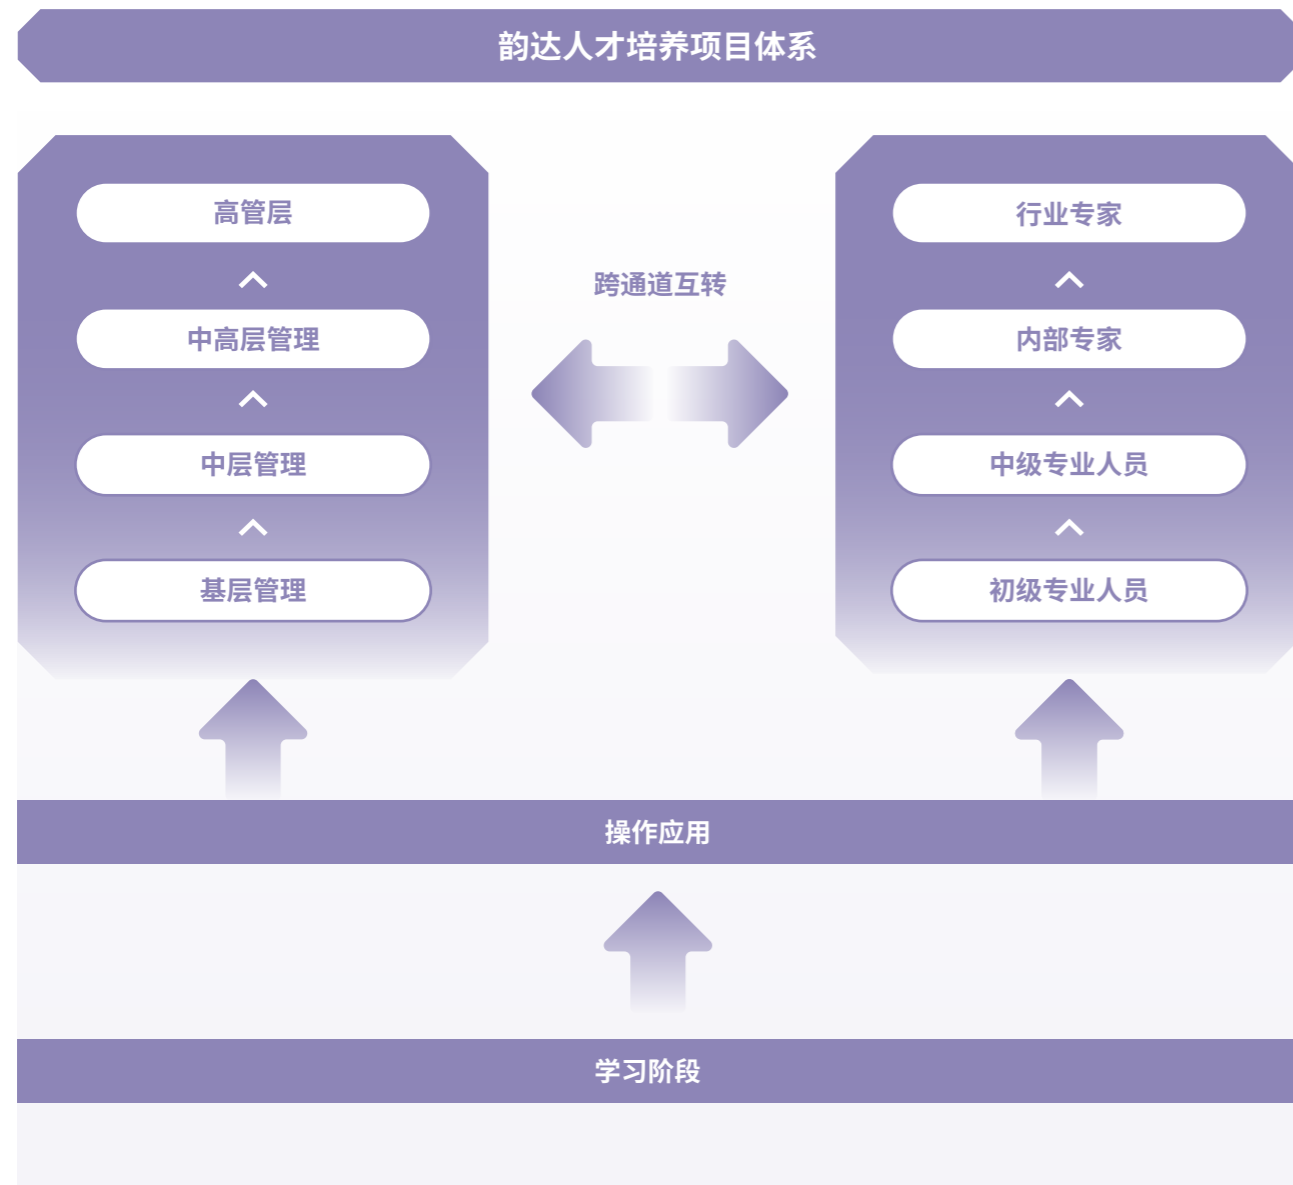 韵达人才培养项目体系
高管层
中高层管理
中层管理
基层管理
跨通道互转
行业专家
内部专家
中级专业人员
初级专业人员
操作应用
学习阶段